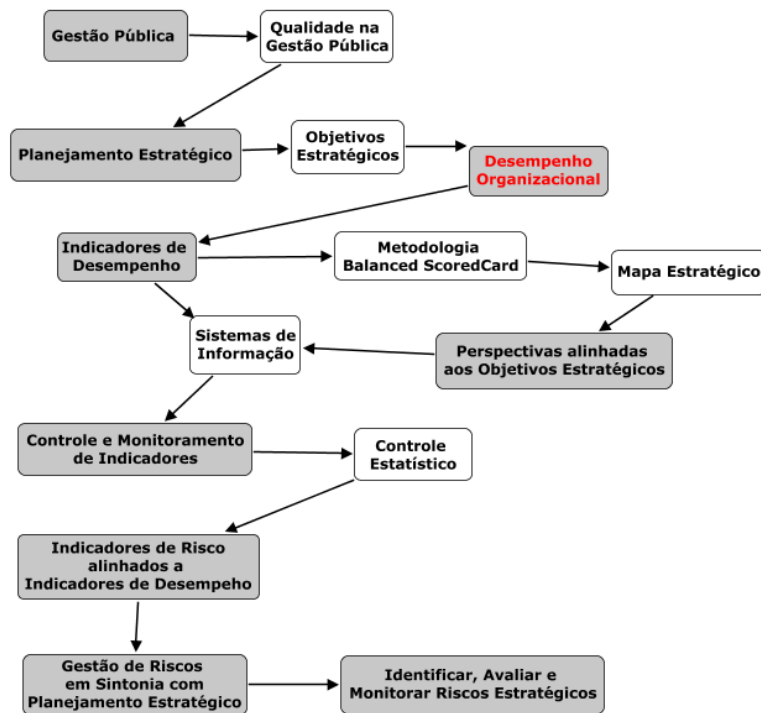 Gestão Pública
Qualidade na
Gestão Pública
Planejamento Estratégico
Objetivos
Estratégicos
Desempenho
Organizacional
Indicadores de
Desempenho
Metodologia
Balanced ScoredCard
Mapa Estratégico
Sistemas de
Informação
Perspectivas alinhadas
aos Objetivos Estratégicos
Controle e Monitoramento
de Indicadores
Controle
Estatístico
Indicadores de Risco
alinhados a
Indicadores de Desempeho
Gestão de Riscos
em Sintonia com
Planejamento Estratégico
Identificar, Avaliar e
Monitorar Riscos Estratégicos